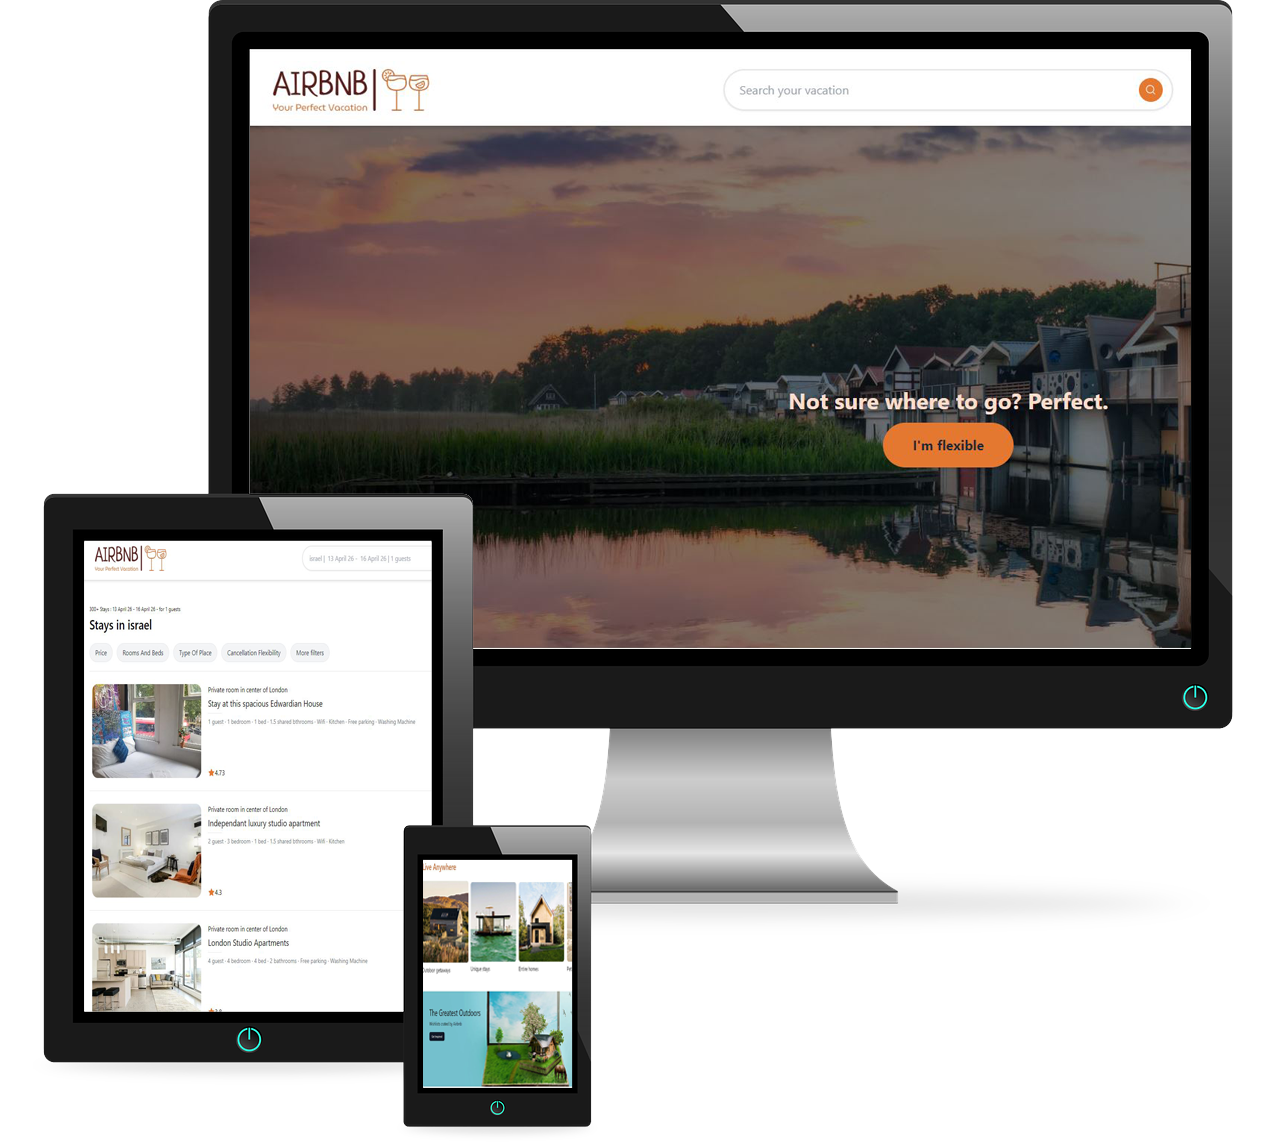 AIRBNB
Your Perfect Vacation
Search your vacation
Not sure where to go? Perfect.
I'm flexible
AIRBNB
Your Perfect Vacation
israel | 13 April 26 - 16 April 26 | 1 guests
300+ Stays : 13 April 26 - 16 April 26 - for 1 guests
Stays in israel
Price
Rooms And Beds
Type Of Place
Cancellation Flexibility
More filters
Private room in center of London
Stay at this spacious Edwardian House
1 guest · 1 bedroom · 1 bed · 1.5 shared bthrooms · Wifi · Kitchen · Free parking · Washing Machine
4.73
Private room in center of London
Independant luxury studio apartment
2 guest · 3 bedroom · 1 bed · 1.5 shared bthrooms · Wifi · Kitchen
4.3
Private room in center of London
London Studio Apartments
4 guest · 4 bedroom · 4 bed · 2 bathrooms · Free parking · Washing Machine
Live Anywhere
Outdoor getaways
Unique stays
Entire homes
The Greatest Outdoors
Wishlists created by Airbnb